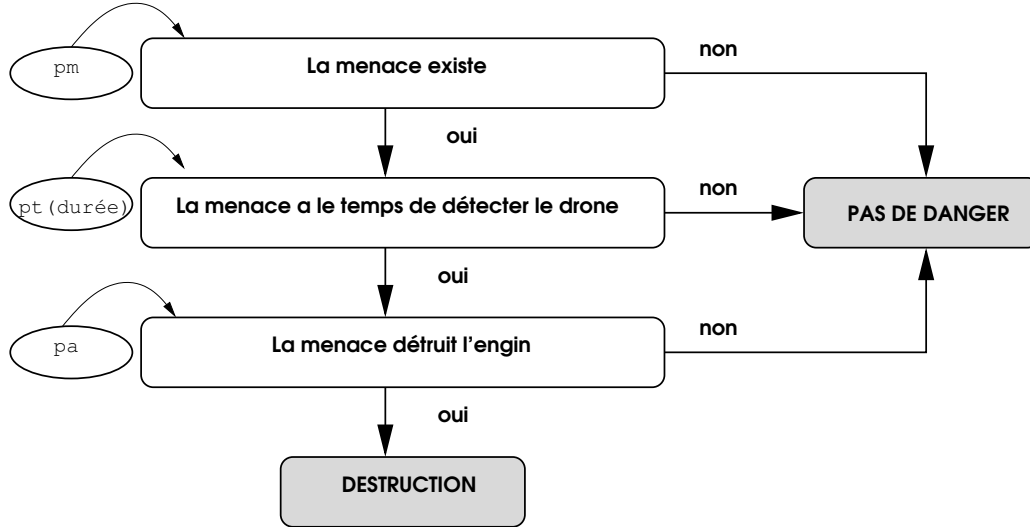 pm
La menace existe
non
oui
pt(durée)
La menace a le temps de détecter le drone
non
PAS DE DANGER
oui
pa
La menace détruit l'engin
non
oui
DESTRUCTION